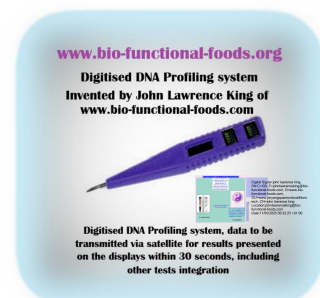 www.bio-functional-foods.org
Digitised DNA Profiling system
Invented by John Lawrence King of
www.bio-functional-foods.com
Digitised DNA Profiling system, data to be
transmitted via satellite for results presented
on the displays within 30 seconds, including
other tests integration